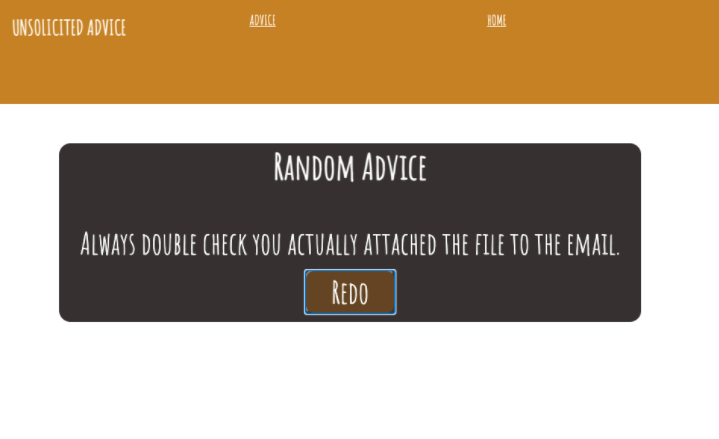 UNSOLICITED ADVICE
ADVICE
HOME
RANDOM ADVICE
ALWAYS DOUBLE CHECK YOU ACTUALLY ATTACHED THE FILE TO THE EMAIL.
REDO